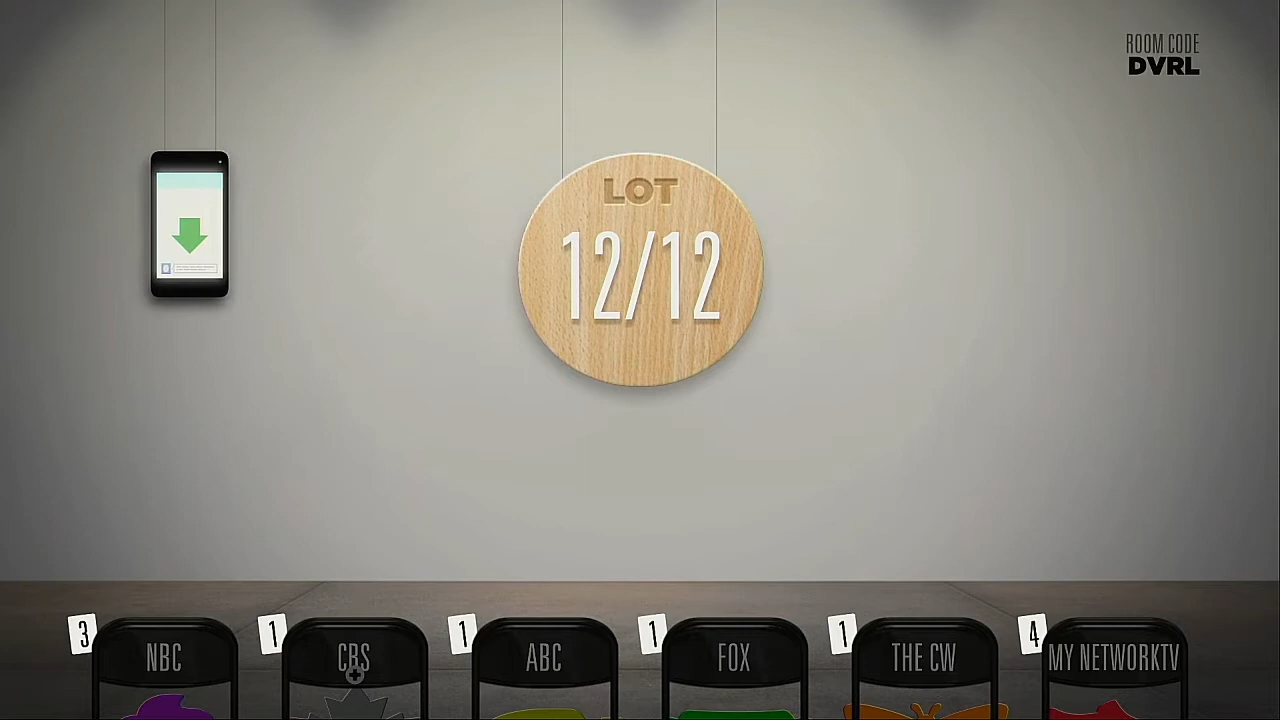 ROOM CODE
DVRL
LOT
12/12
3
NBC
1
CBS
1
ABC
1
FOX
1
THE CW
4
MY NETWORKTV